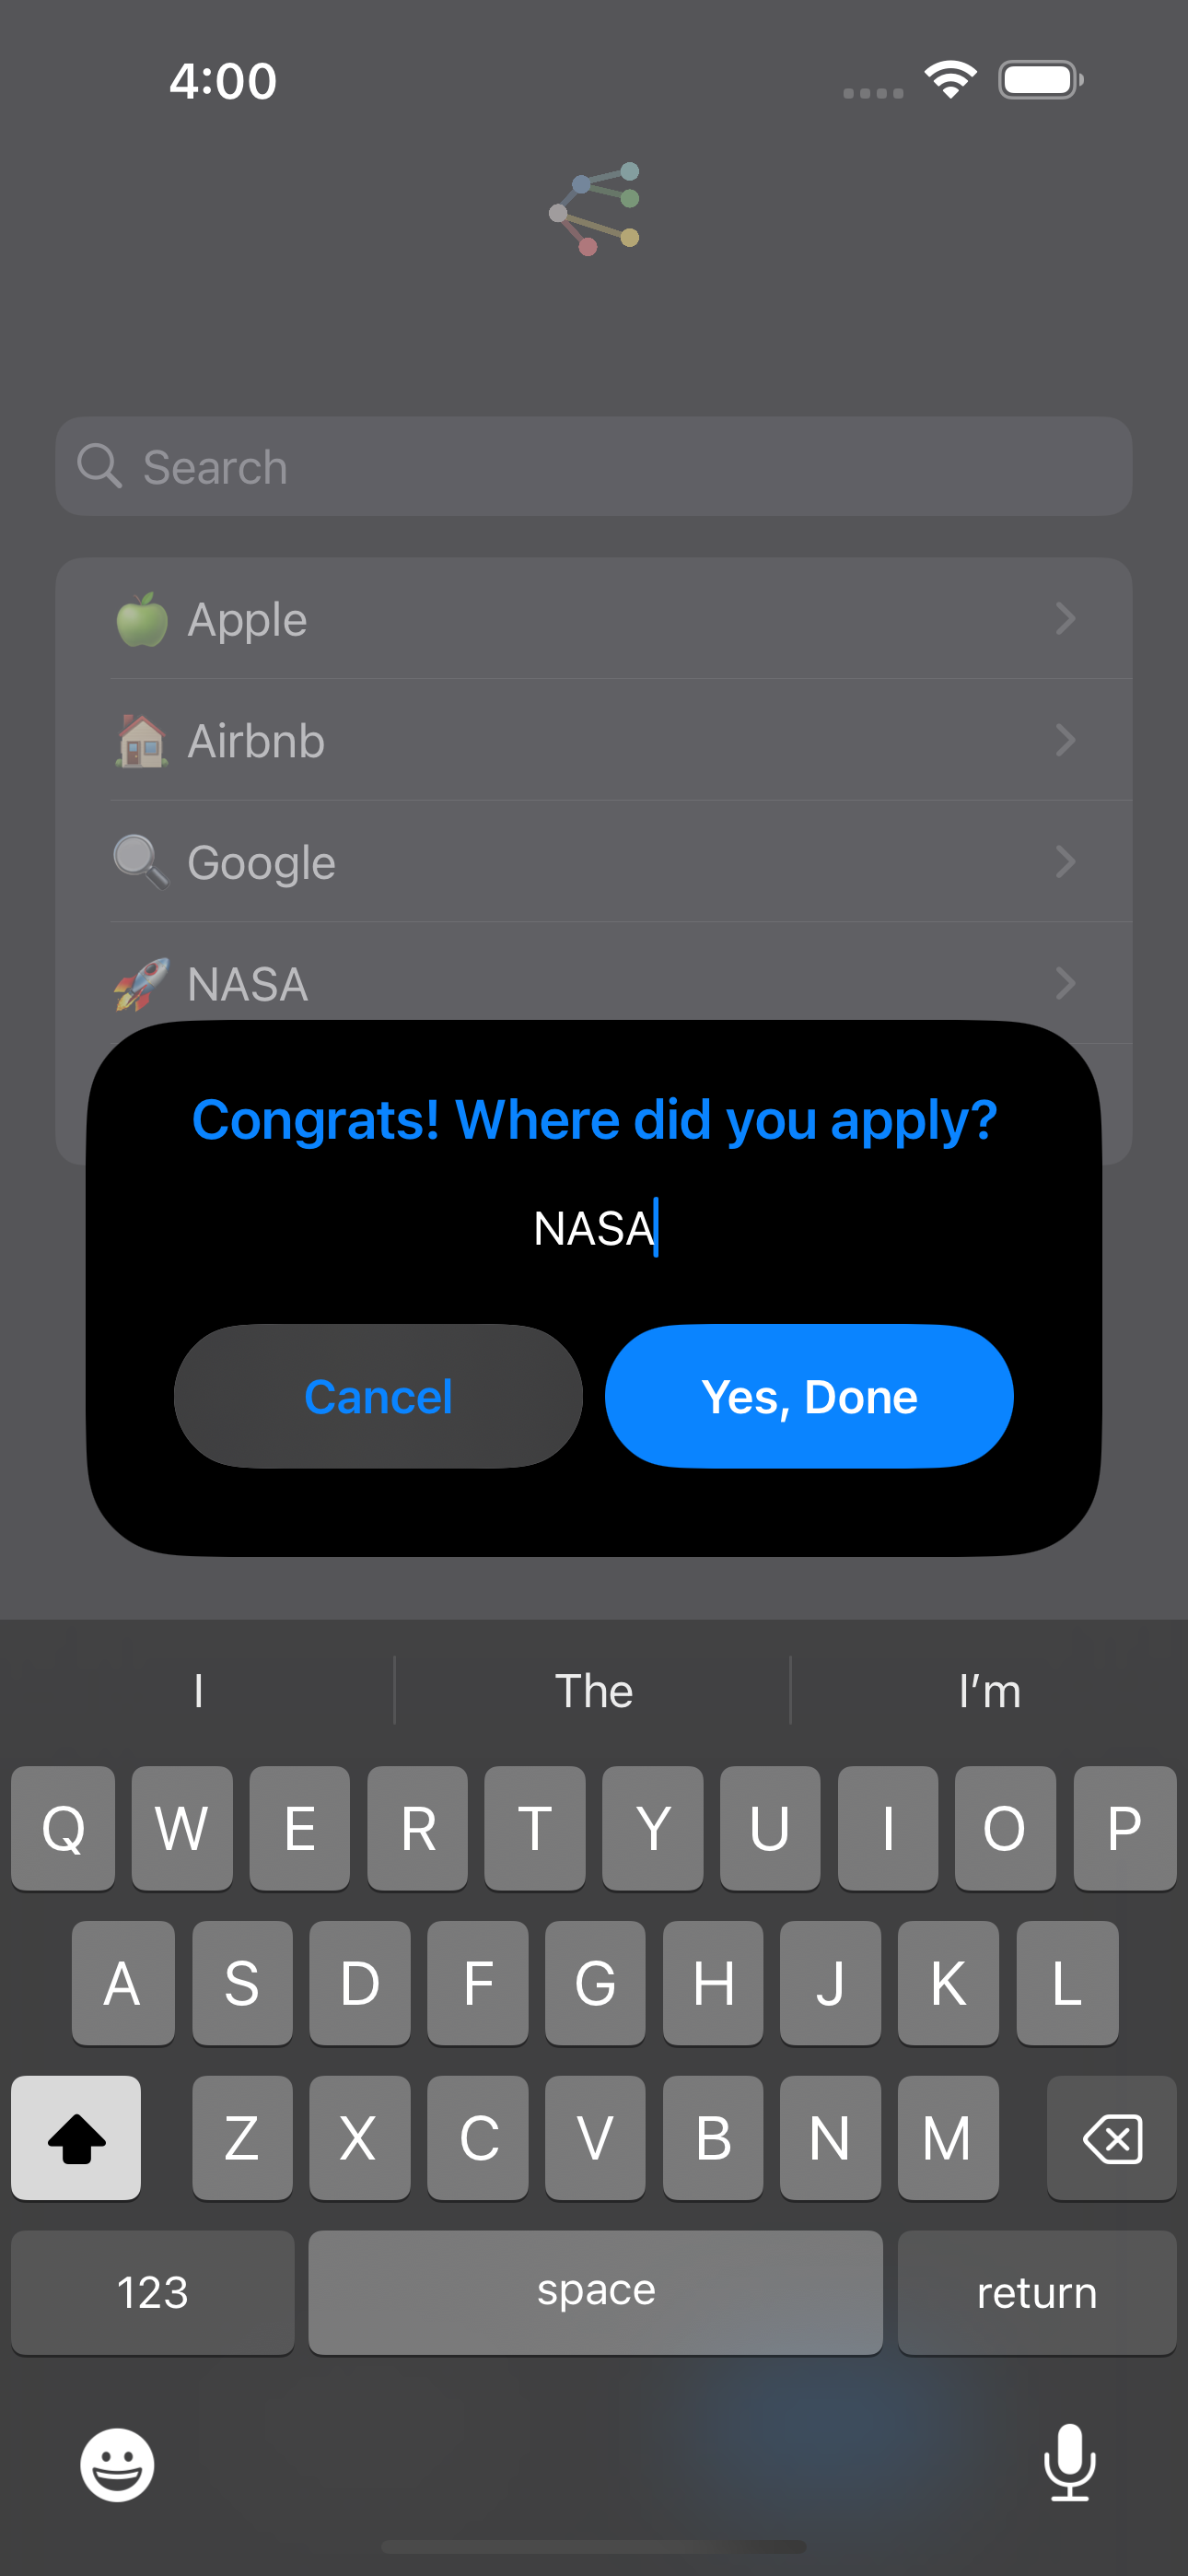 4:00
Search
Apple
Airbnb
Google
NASA
Congrats! Where did you apply?
NASA
Cancel
Yes, Done
I
The
I’m
Q W E R T Y U I O P
A S D F G H J K L
Z X C V B N M
123
space
return